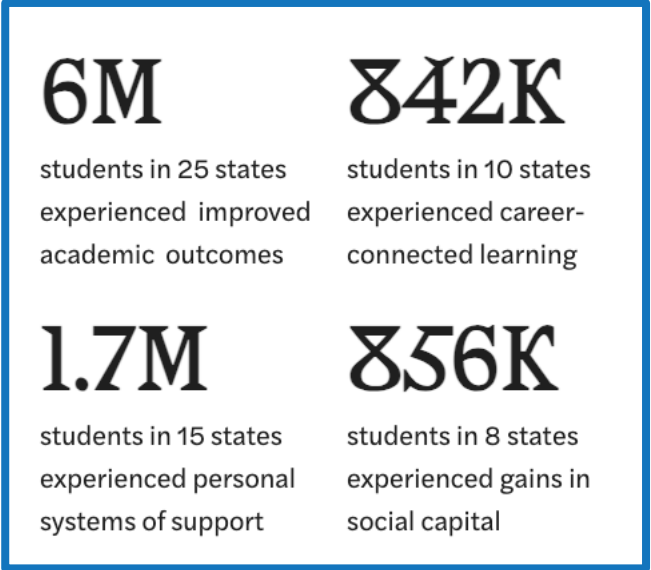 6M
students in 25 states
experienced improved
academic outcomes
842K
students in 10 states
experienced career-
connected learning
1.7M
students in 15 states
experienced personal
systems of support
856K
students in 8 states
experienced gains in
social capital